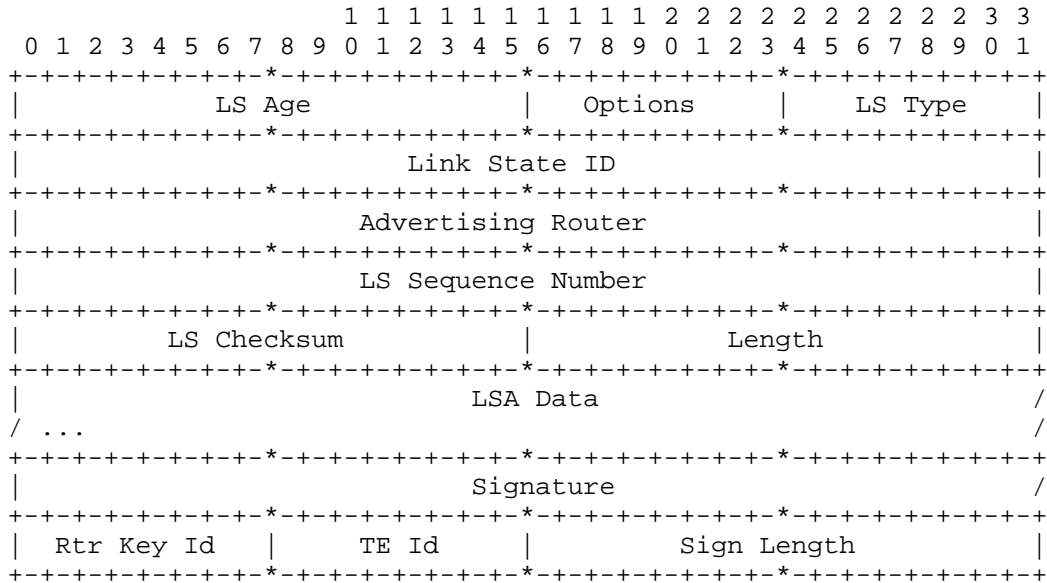 1 1 1 1 1 1 1 1 1 1 2 2 2 2 2 2 2 2 2 2 3 3
 0 1 2 3 4 5 6 7 8 9 0 1 2 3 4 5 6 7 8 9 0 1 2 3 4 5 6 7 8 9 0 1
+-+-+-+-+-+-+-+-*-+-+-+-+-+-+-+-*-+-+-+-+-+-+-+-*-+-+-+-+-+-+-+-+
|            LS Age             |    Options    |    LS Type    |
+-+-+-+-+-+-+-+-*-+-+-+-+-+-+-+-*-+-+-+-+-+-+-+-*-+-+-+-+-+-+-+-+
|                        Link State ID                          |
+-+-+-+-+-+-+-+-*-+-+-+-+-+-+-+-*-+-+-+-+-+-+-+-*-+-+-+-+-+-+-+-+
|                     Advertising Router                        |
+-+-+-+-+-+-+-+-*-+-+-+-+-+-+-+-*-+-+-+-+-+-+-+-*-+-+-+-+-+-+-+-+
|                     LS Sequence Number                        |
+-+-+-+-+-+-+-+-*-+-+-+-+-+-+-+-*-+-+-+-+-+-+-+-*-+-+-+-+-+-+-+-+
|         LS Checksum           |            Length             |
+-+-+-+-+-+-+-+-*-+-+-+-+-+-+-+-*-+-+-+-+-+-+-+-*-+-+-+-+-+-+-+-+
|                            LSA Data                           /
/ ...                                                           /
+-+-+-+-+-+-+-+-*-+-+-+-+-+-+-+-*-+-+-+-+-+-+-+-*-+-+-+-+-+-+-+-+
|                            Signature                          /
+-+-+-+-+-+-+-+-*-+-+-+-+-+-+-+-*-+-+-+-+-+-+-+-*-+-+-+-+-+-+-+-+
|  Rtr Key Id   |     TE Id     |         Sign Length           |
+-+-+-+-+-+-+-+-*-+-+-+-+-+-+-+-*-+-+-+-+-+-+-+-*-+-+-+-+-+-+-+-+